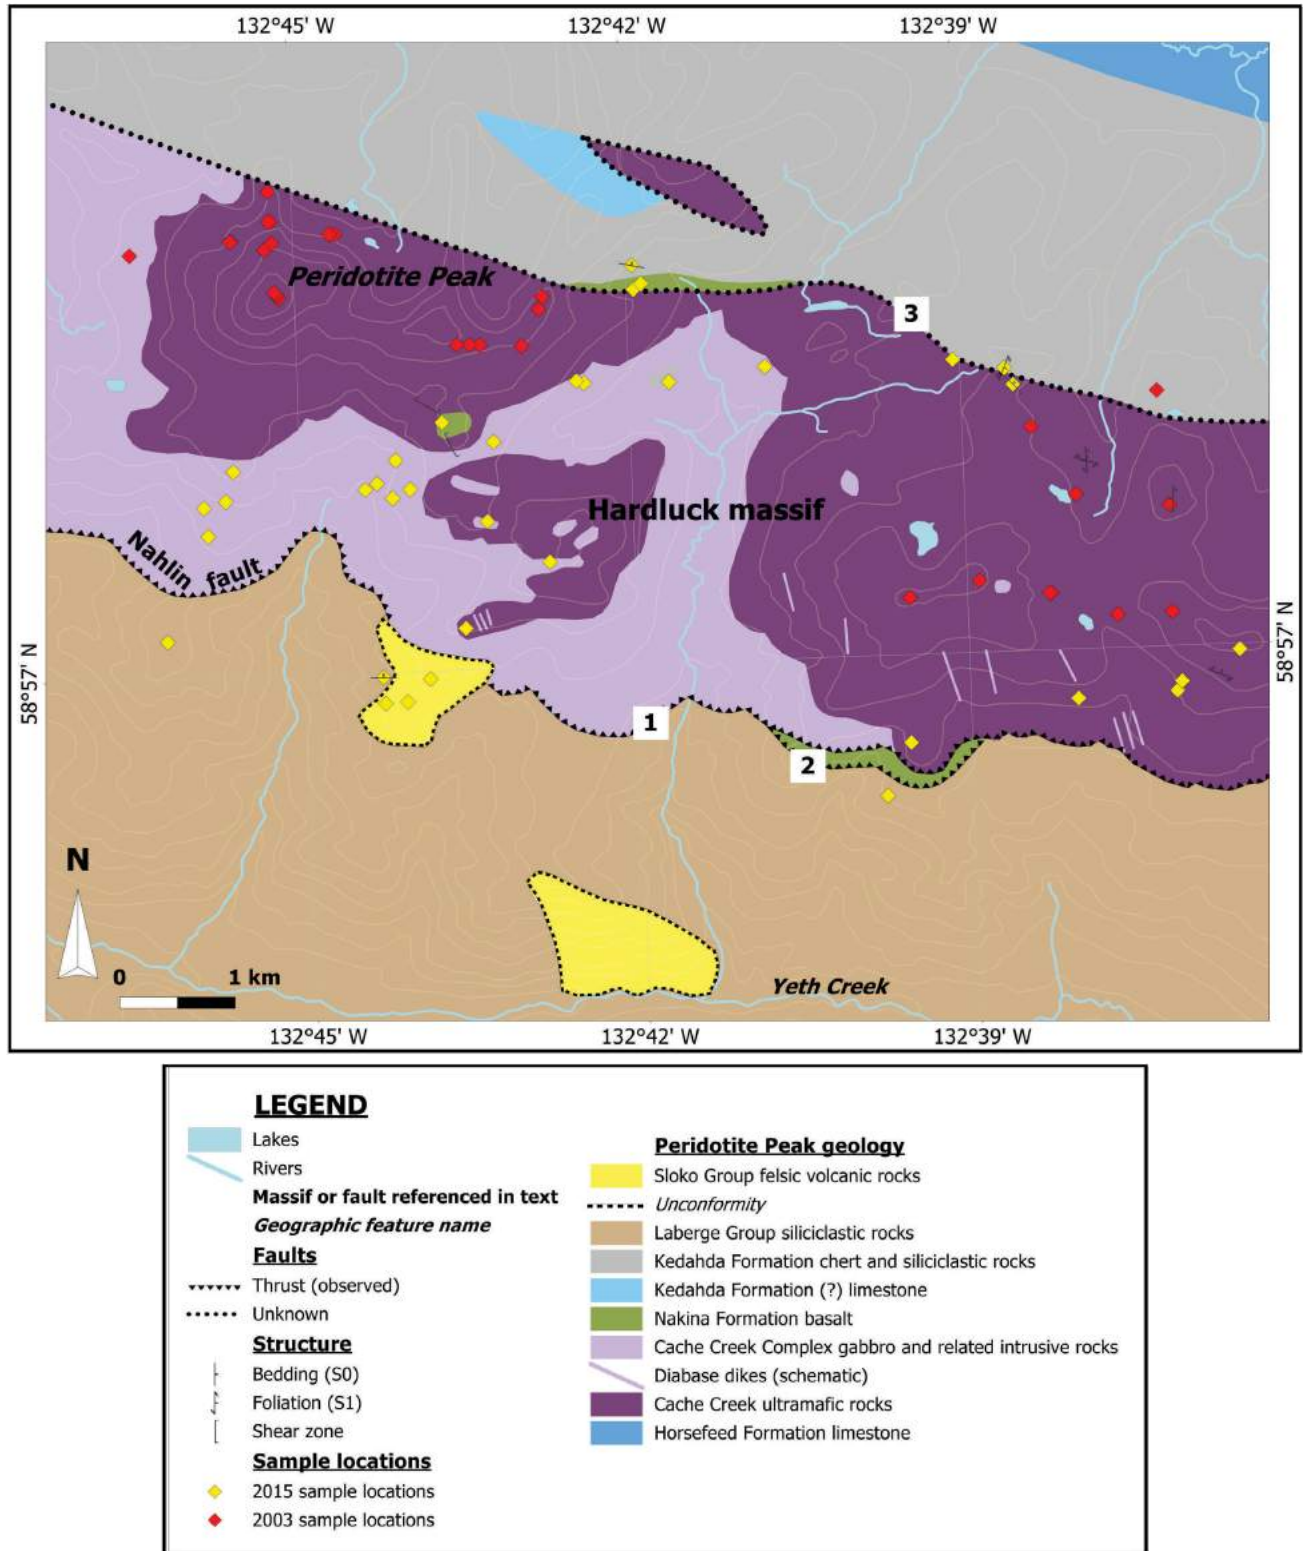 132°45' W
132°42' W
132°39' W
Peridotite Peak
3
Hardluck massif
Nahlin fault
58°57' N
58°57' N
1
2
N
0
1 km
Yeth Creek
132°45' W
132°42' W
132°39' W
LEGEND
Lakes
Rivers
Massif or fault referenced in text
Geographic feature name
Faults
Thrust (observed)
Unknown
Structure
Bedding (S0)
Foliation (S1)
Shear zone
Sample locations
2015 sample locations
2003 sample locations
Peridotite Peak geology
Sloko Group felsic volcanic rocks
Unconformity
Laberge Group siliciclastic rocks
Kedahda Formation chert and siliciclastic rocks
Kedahda Formation (?) limestone
Nakina Formation basalt
Cache Creek Complex gabbro and related intrusive rocks
Diabase dikes (schematic)
Cache Creek ultramafic rocks
Horsefeed Formation limestone